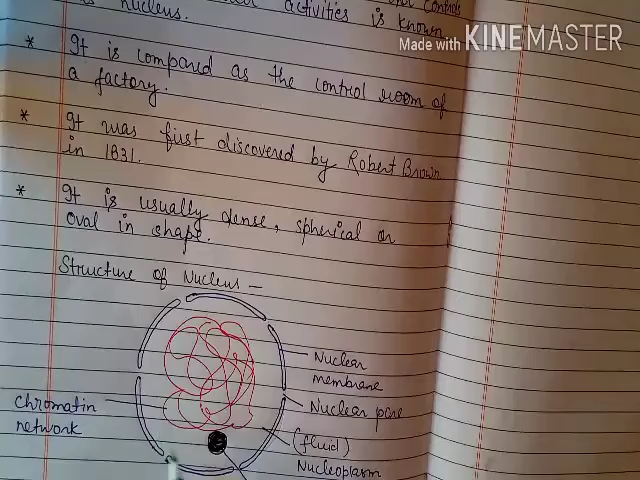 nucleus.
activities is known
Made with KINEMASTER
* It is compared as the control room of
a factory.
* It was first discovered by Robert Brown
in 1831.
* It is usually dense, spherical or
oval in shape.
Structure of Nucleus —
Nuclear
membrane
Nuclear pore
chromatin
network
(fluid)
Nucleoplasm